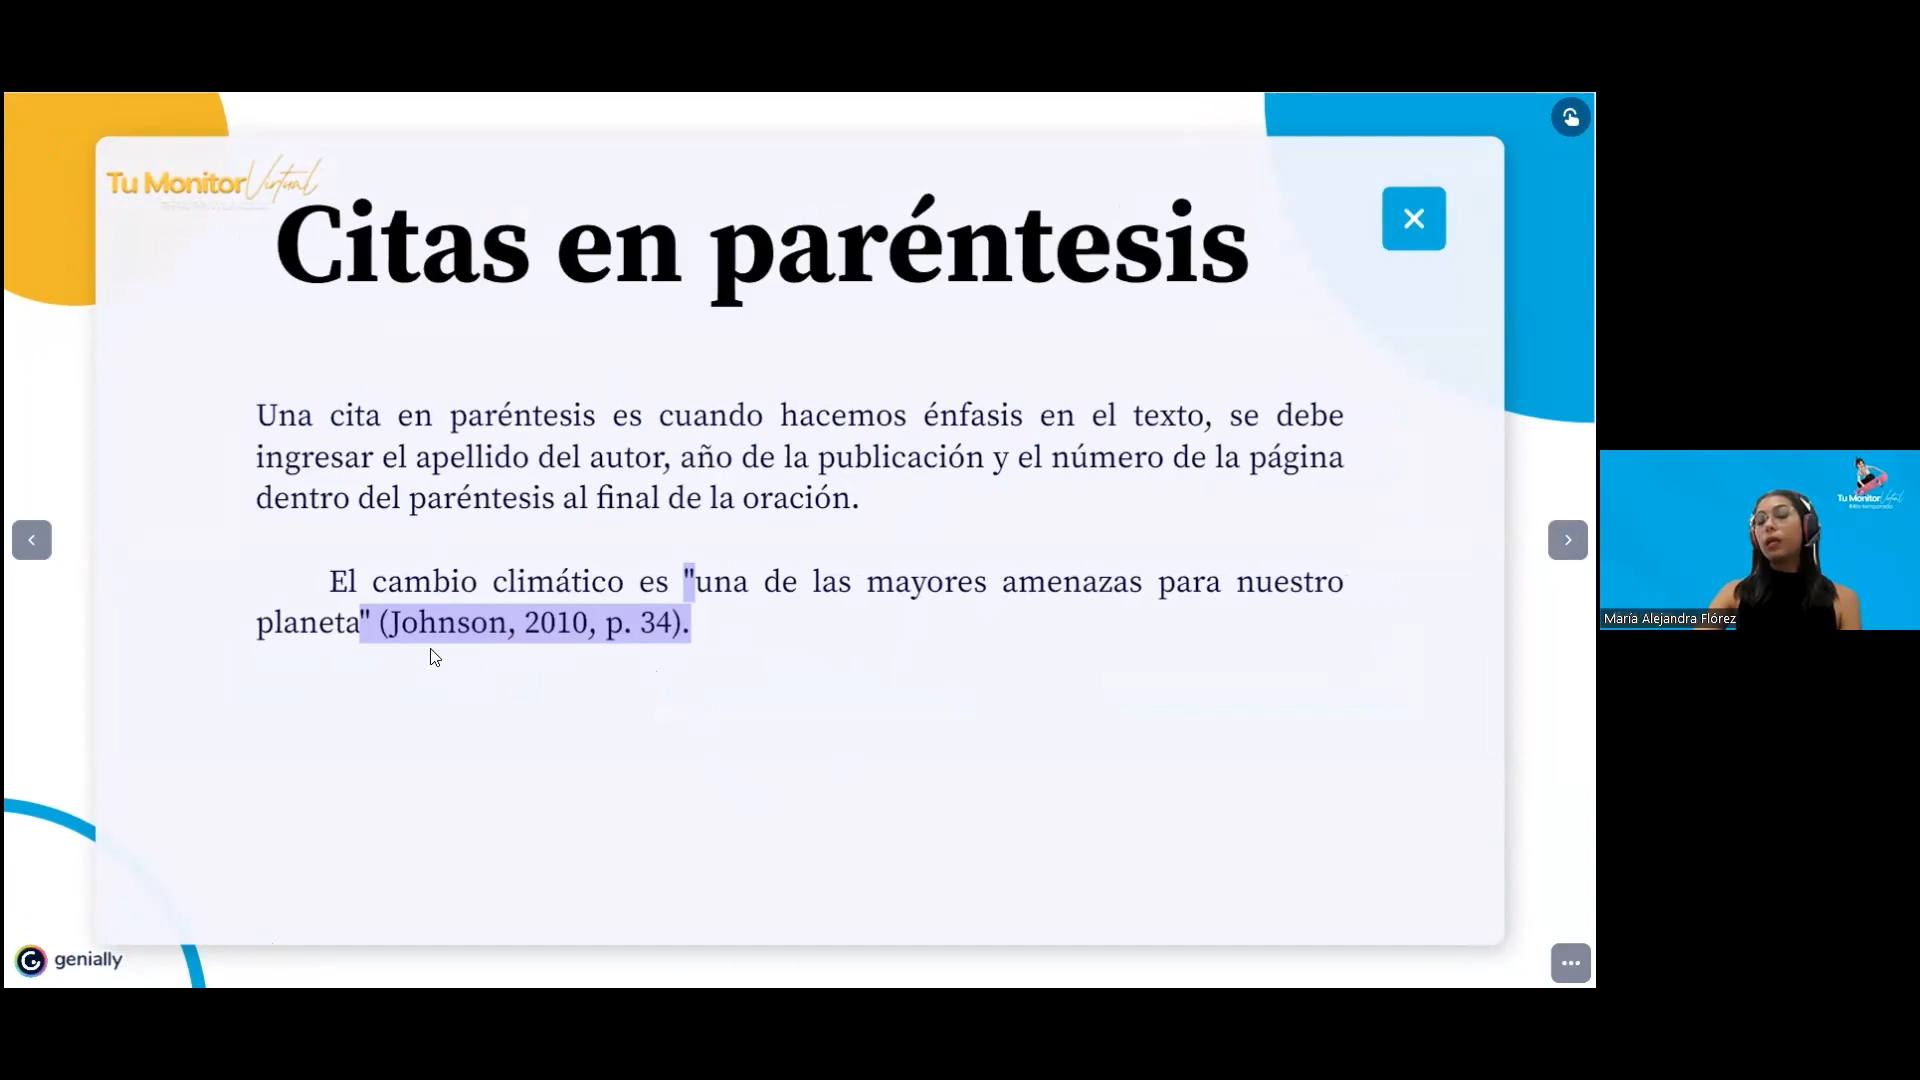 Tu Monitor Virtual
Citas en paréntesis
Una cita en paréntesis es cuando hacemos énfasis en el texto, se debe
ingresar el apellido del autor, año de la publicación y el número de la página
dentro del paréntesis al final de la oración.
El cambio climático es "una de las mayores amenazas para nuestro
planeta" (Johnson, 2010, p. 34).
genially
Tu Monitor Virtual
María Alejandra Flórez